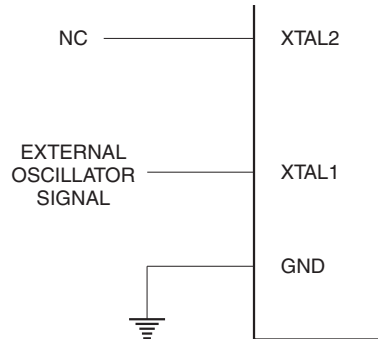 NC
XTAL2
EXTERNAL
OSCILLATOR
SIGNAL
XTAL1
GND